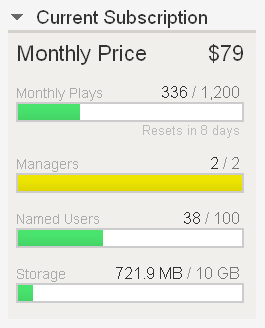 Current Subscription
Monthly Price $79
Monthly Plays 336 / 1,200
Resets in 8 days
Managers 2 / 2
Named Users 38 / 100
Storage 721.9 MB / 10 GB